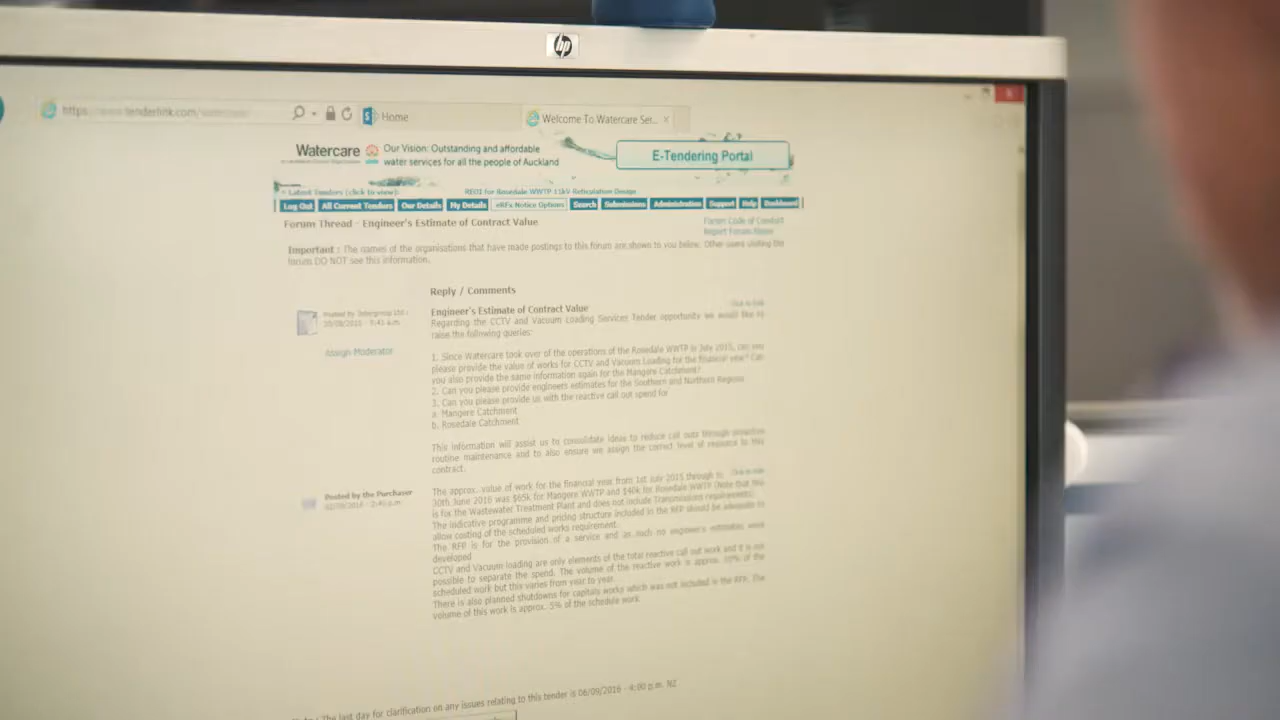 hp
https://www.tenderlink.com/watercare/
Home
Welcome To Watercare Ser...
Watercare
Our Vision: Outstanding and affordable
water services for all the people of Auckland
E-Tendering Portal
Latest Tenders (click to view):
REOI for Rosedale WWTP 11kV Reticulation Design
Log Out All Current Tenders Our Details My Details eRFx Notice Options Search Submissions Administration Support Help Dashboard
Forum Thread - Engineer's Estimate of Contract Value
Forum Code of Conduct
Report Forum Abuse
Important : The names of the organisations that have made postings to this forum are shown to you below. Other users visiting the
forum DO NOT see this information.
Reply / Comments
Posted by Intergroup Ltd :
7:41 a.m.
Assign Moderator
Engineer's Estimate of Contract Value
Regarding the CCTV and Vacuum Loading Services Tender opportunity we would like to
raise the following queries:
1. Since Watercare took over of the operations of the Rosedale WWTP in July 2015, can you
please provide the value of works for CCTV and Vacuum Loading for the financial year? Can
you also provide the same information again for the Mangere Catchment?
2. Can you please provide engineers estimates for the Southern and Northern Regions
3. Can you please provide us with the reactive call out spend for
a. Mangere Catchment
b. Rosedale Catchment
This information will assist us to consolidate ideas to reduce call outs through proactive
routine maintenance and to also ensure we assign the correct level of resource to this
contract.
Posted by the Purchaser
02/09/2016 - 2:41 p.m.
The approx. value of work for the financial year from 1st July 2015 through to
30th June 2016 was $65k for Mangere WWTP and $40k for Rosedale WWTP (Note that this
is fix the Wastewater Treatment Plant and does not include Transmissions requirements).
The indicative programme and pricing structure included in the RFP should be adequate to
allow costing of the scheduled works requirement.
The RFP is for the provision of a service and as such no engineer's estimates were
developed
CCTV and Vacuum loading are only elements of the total reactive call out work and it is not
possible to separate the spend. The volume of the reactive work is approx. 10% of the
scheduled work but this varies from year to year.
There is also planned shutdowns for capitals works which was not included in the RFP. The
volume of this work is approx. 5% of the schedule work.
The last day for clarification on any issues relating to this tender is 06/09/2016 - 4:00 p.m. NZ